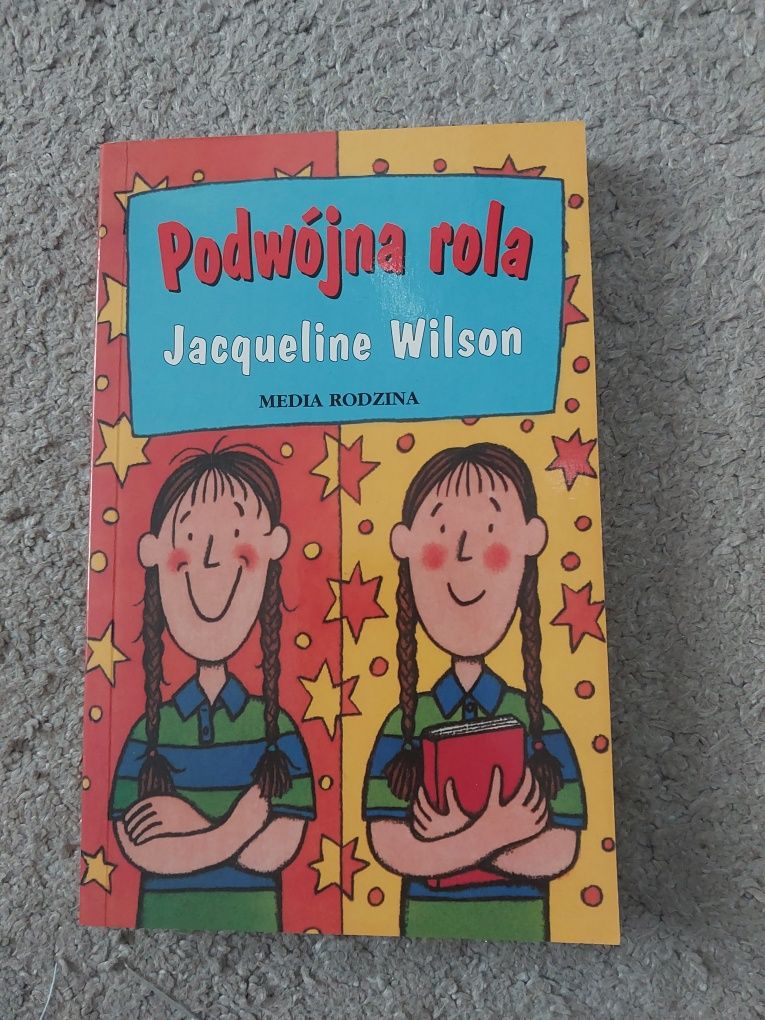 Podwójna rola
Jacqueline Wilson
MEDIA RODZINA